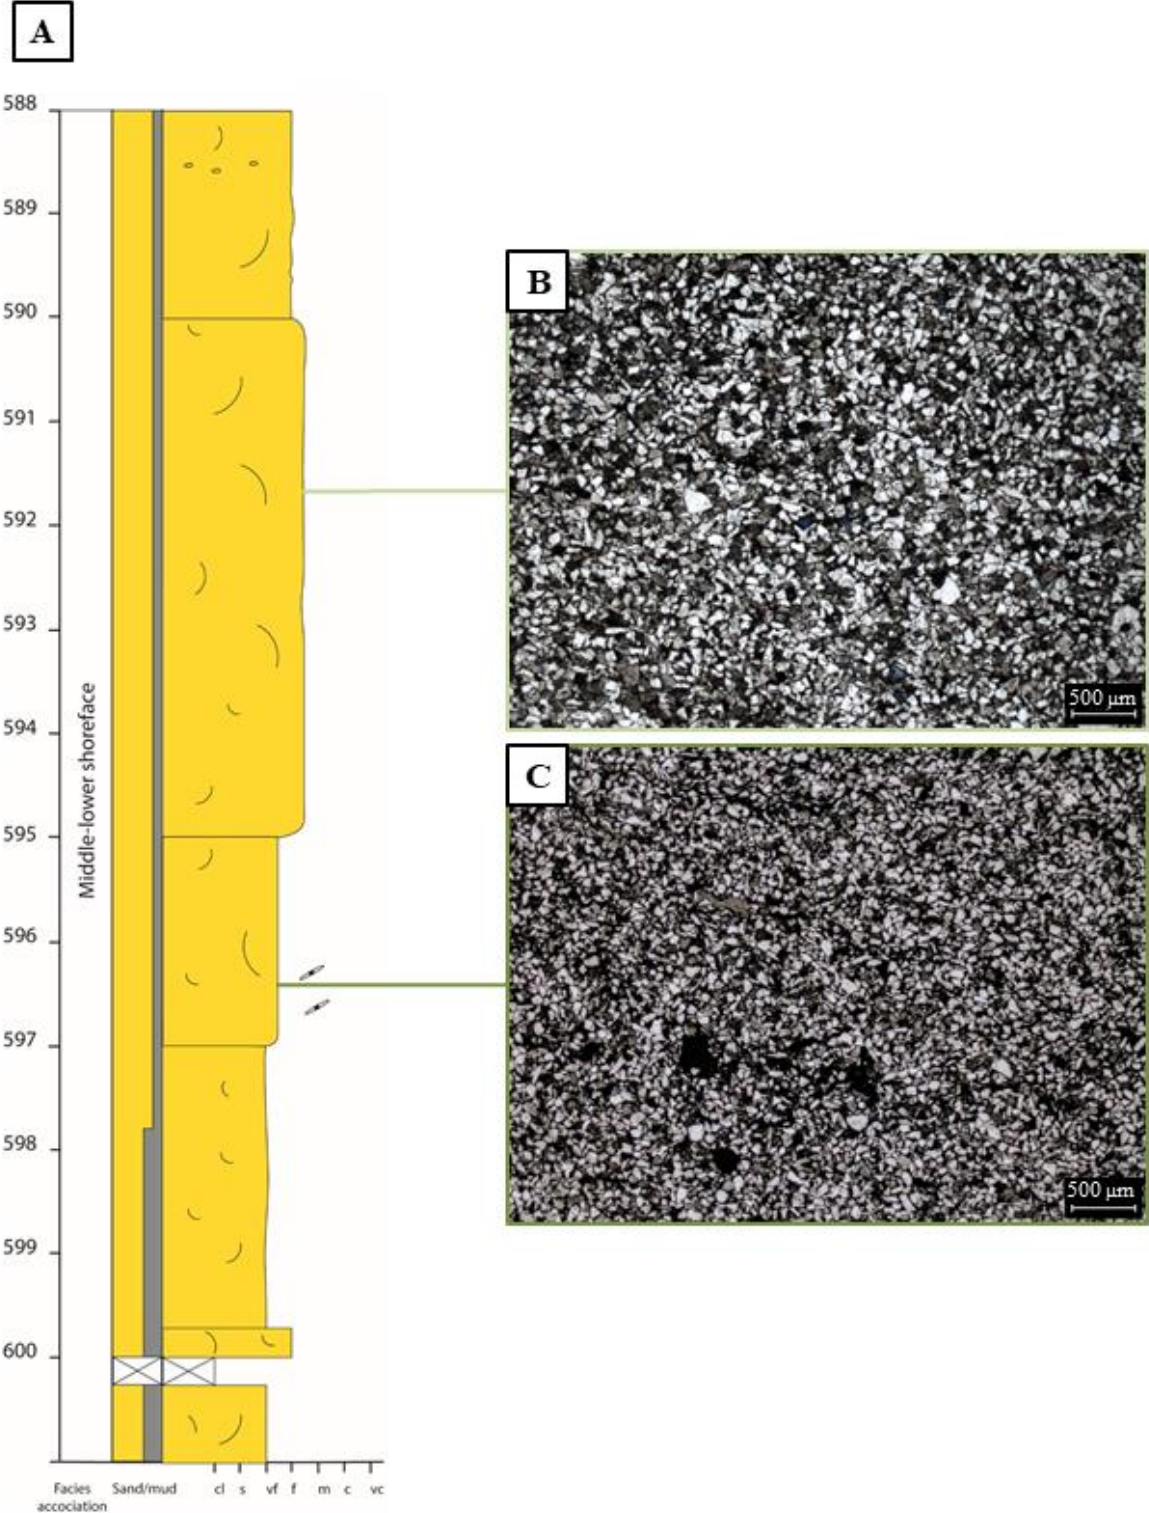 A
588
589
590
591
592
593
594
595
596
597
598
599
600
Middle-lower shoreface
B
500 µm
C
500 µm
Facies
accociation
Sand/mud
cl s vf f m c vc